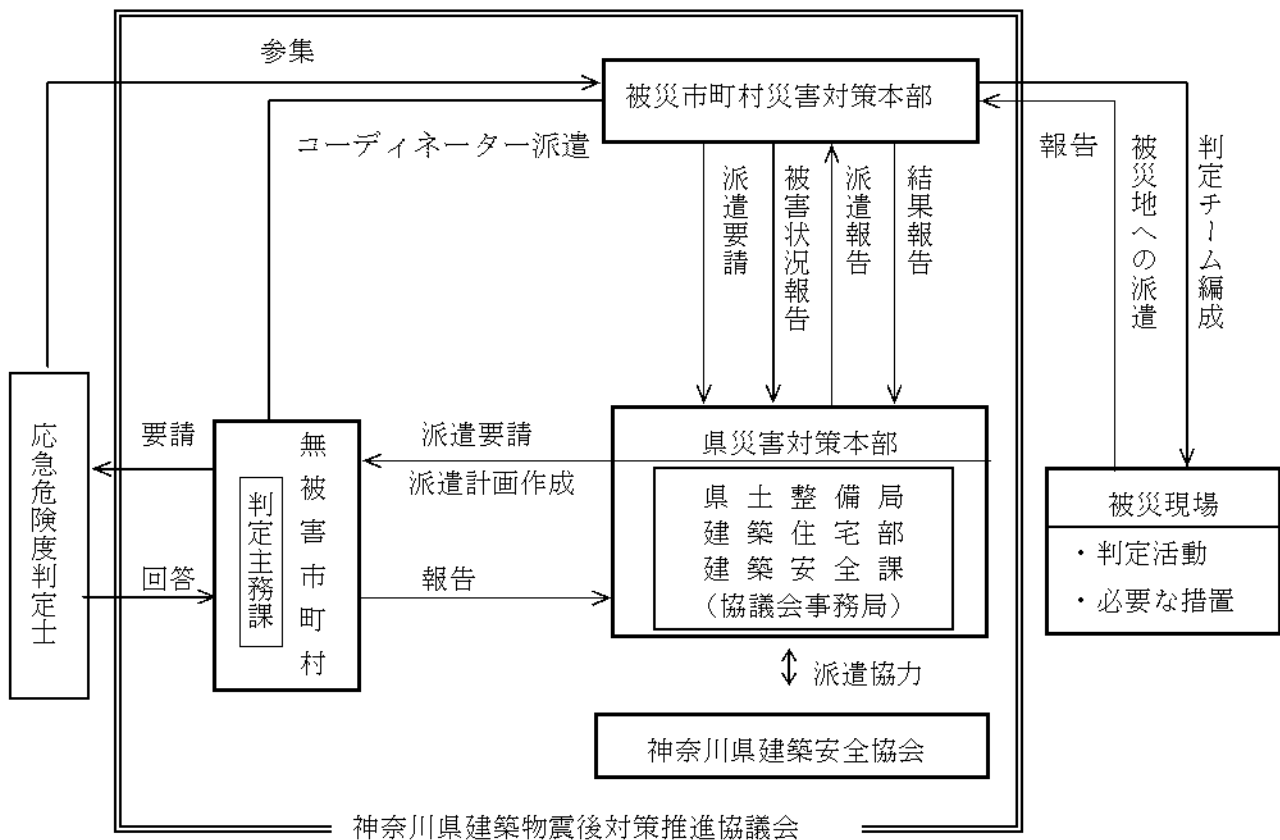 参集
被災市町村災害対策本部
コーディネーター派遣
派遣要請
被害状況報告
派遣報告
結果報告
報告
被災地への派遣
判定チーム編成
応急危険度判定士
要請
回答
無被害市町村
判定主務課
派遣要請
派遣計画作成
報告
県災害対策本部
県土整備局
建築住宅部
建築安全課
（協議会事務局）
被災現場
・判定活動
・必要な措置
派遣協力
神奈川県建築安全協会
神奈川県建築物震後対策推進協議会